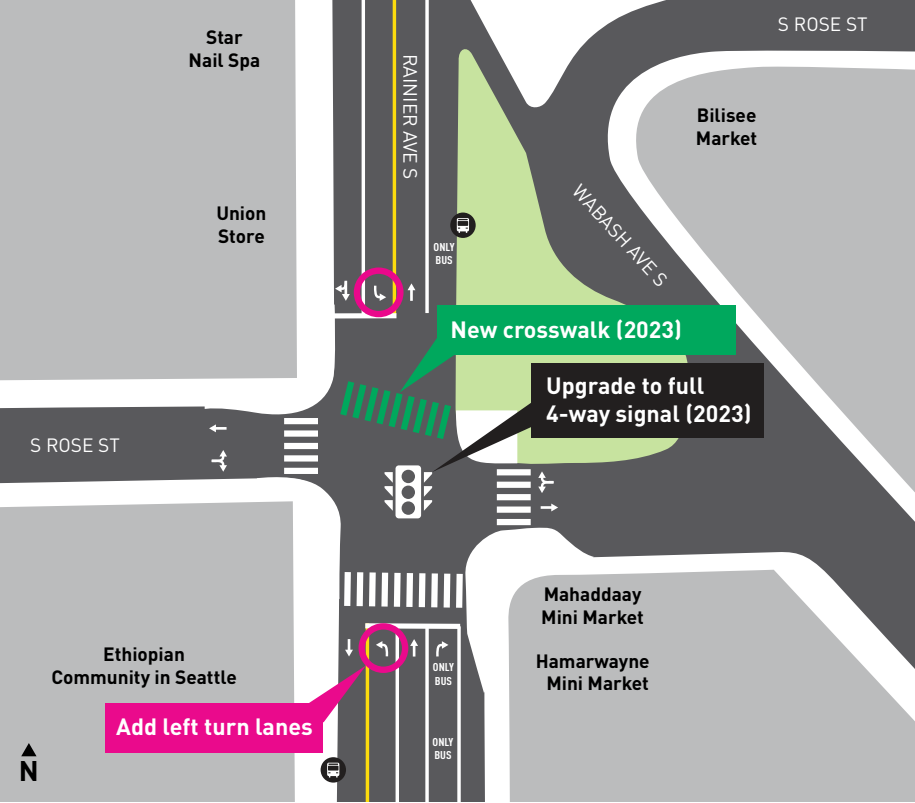 S ROSE ST
Star
Nail Spa
RAINIER AVE S
Bilisee
Market
WABASH AVE S
Union
Store
ONLY
BUS
New crosswalk (2023)
Upgrade to full
4-way signal (2023)
S ROSE ST
Mahaddaay
Mini Market
Ethiopian
Community in Seattle
Hamarwayne
Mini Market
ONLY
BUS
Add left turn lanes
ONLY
BUS
N